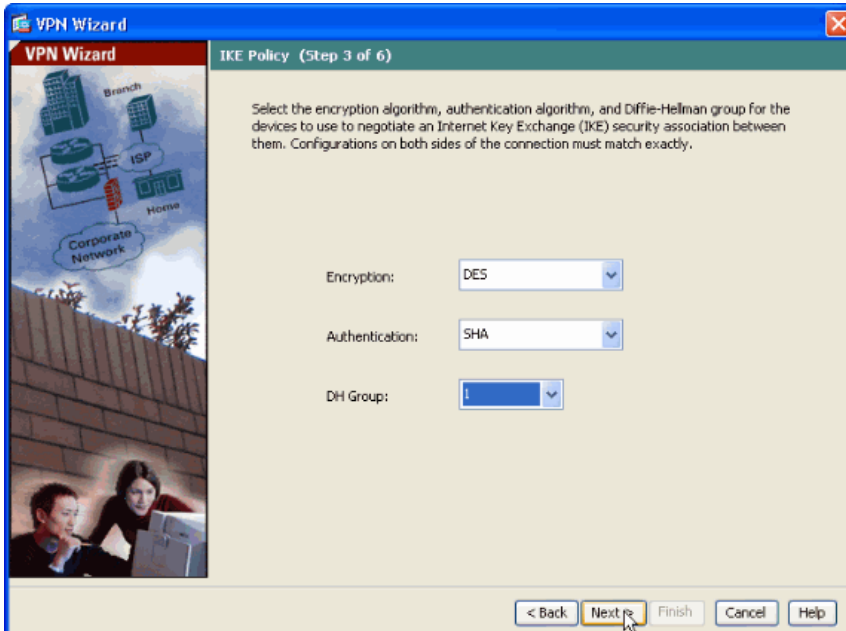 VPN Wizard
VPN Wizard
IKE Policy (Step 3 of 6)
Branch
ISP
Home
Corporate
Network
Select the encryption algorithm, authentication algorithm, and Diffie-Hellman group for the
devices to use to negotiate an Internet Key Exchange (IKE) security association between
them. Configurations on both sides of the connection must match exactly.
Encryption: DES
Authentication: SHA
DH Group: 1
< Back Next > Finish Cancel Help